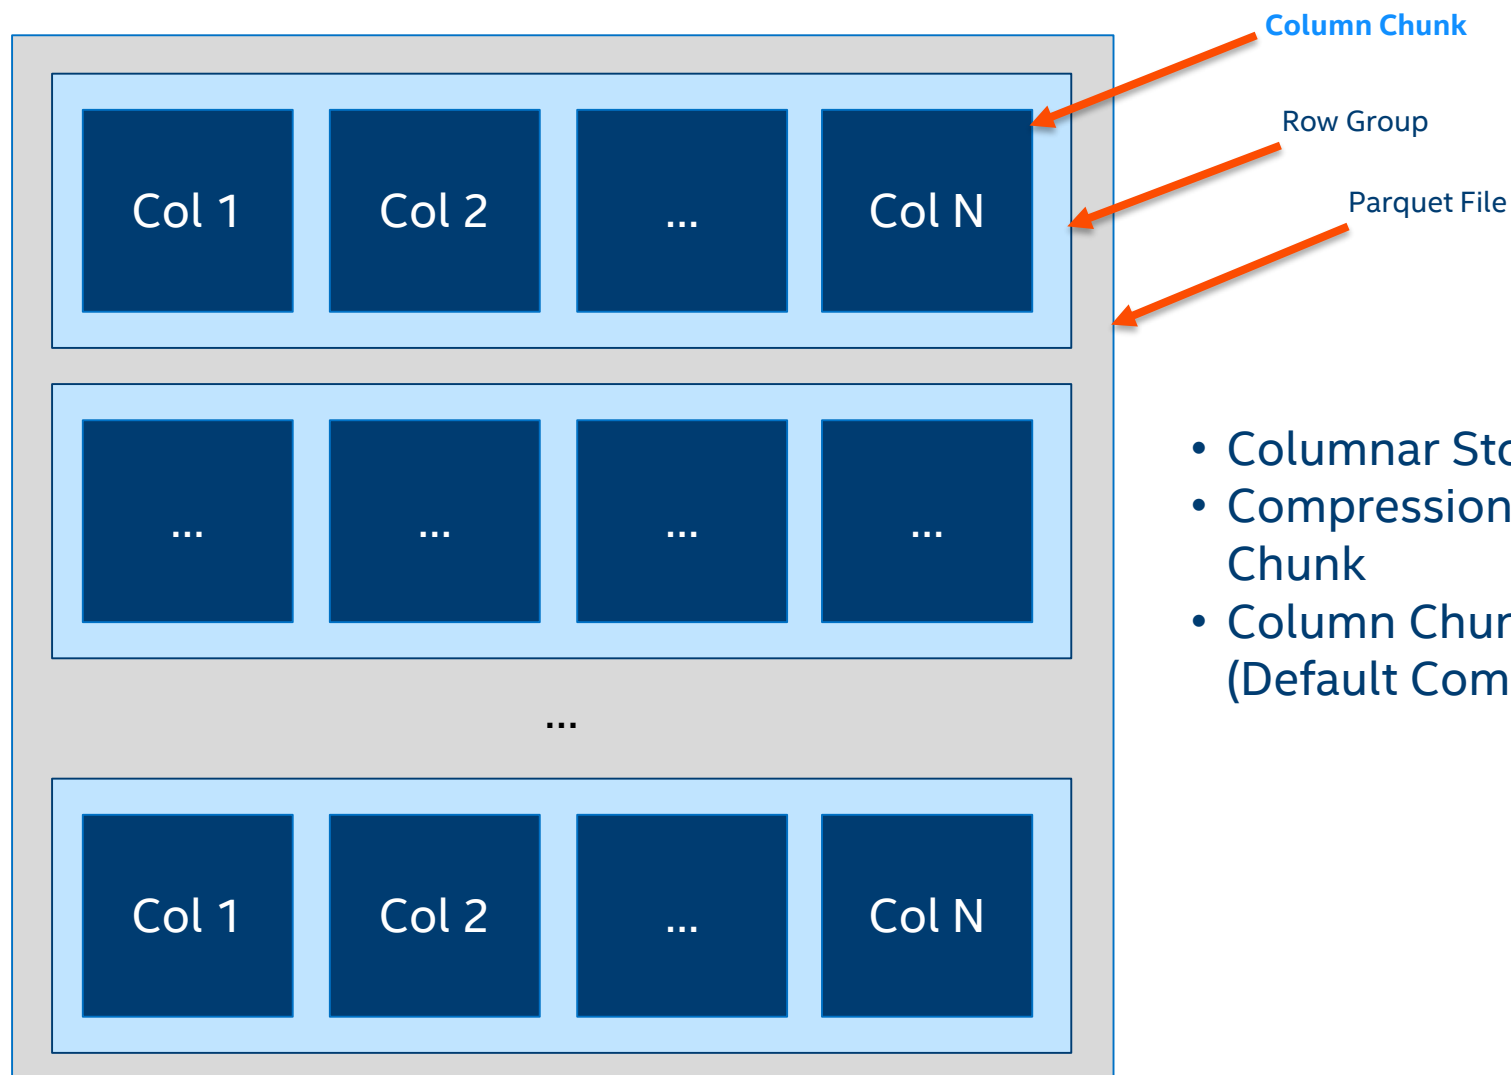 Column Chunk
Row Group
Parquet File
Col 1 Col 2 ... Col N
... ... ... ...
...
Col 1 Col 2 ... Col N
• Columnar
• Compression
Chunk
• Column
(Default